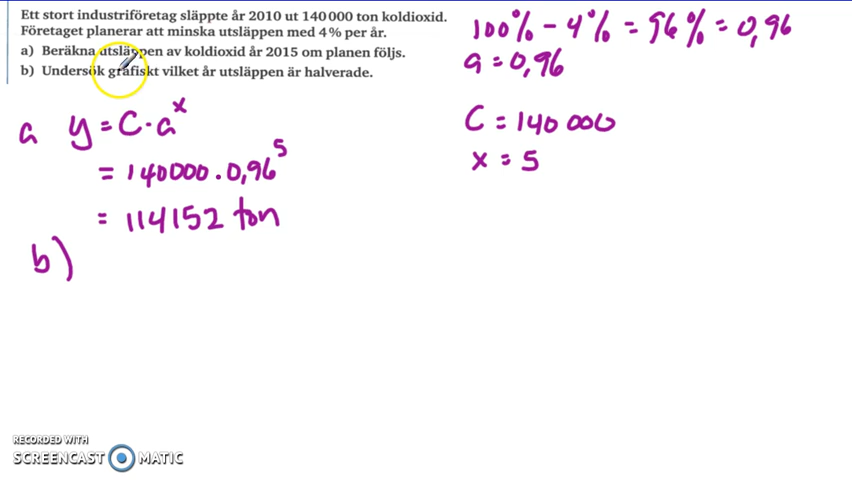 Ett stort industriföretag släppte år 2010 ut 140 000 ton koldioxid.
Företaget planerar att minska utsläppen med 4 % per år.
a) Beräkna utsläppen av koldioxid år 2015 om planen följs.
b) Undersök grafiskt vilket år utsläppen är halverade.
100% - 4% = 96% = 0,96
a = 0,96
C = 140 000
x = 5
a y = C · a^x
= 140000 · 0,96^5
= 114152 ton
b)
RECORDED WITH
SCREENCAST MATIC